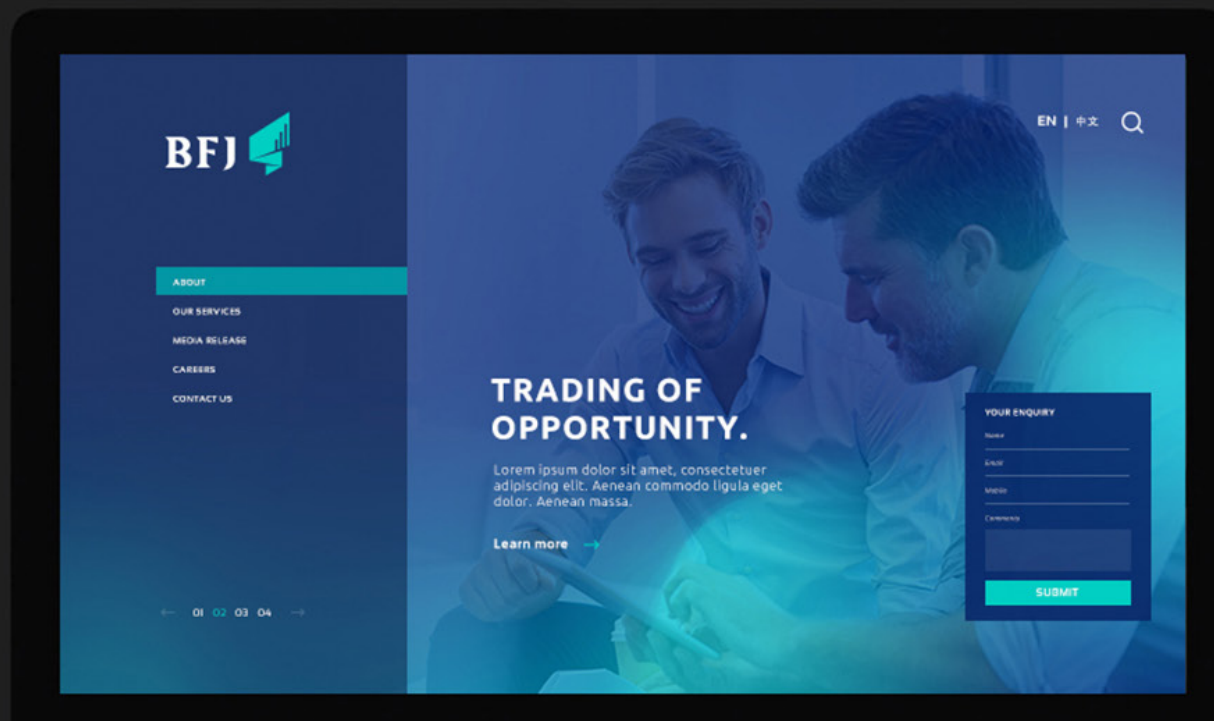 BFJ
EN | 中文
ABOUT
OUR SERVICES
MEDIA RELEASE
CAREERS
CONTACT US
TRADING OF
OPPORTUNITY.
Lorem ipsum dolor sit amet, consectetuer
adipiscing elit. Aenean commodo ligula eget
dolor. Aenean massa.
Learn more →
← 01 02 03 04 →
YOUR ENQUIRY
Name
Email
Mobile
SUBMIT